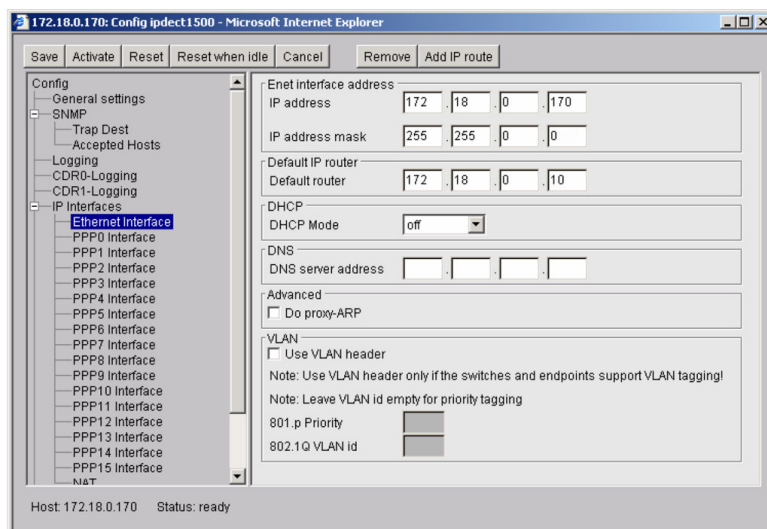 172.18.0.170: Config ipdect1500 - Microsoft Internet Explorer
Save Activate Reset Reset when idle Cancel Remove Add IP route
Config
General settings
SNMP
Trap Dest
Accepted Hosts
Logging
CDR0-Logging
CDR1-Logging
IP Interfaces
Ethernet Interface
PPP0 Interface
PPP1 Interface
PPP2 Interface
PPP3 Interface
PPP4 Interface
PPP5 Interface
PPP6 Interface
PPP7 Interface
PPP8 Interface
PPP9 Interface
PPP10 Interface
PPP11 Interface
PPP12 Interface
PPP13 Interface
PPP14 Interface
PPP15 Interface
NAT
Enet interface address
IP address 172 . 18 . 0 . 170
IP address mask 255 . 255 . 0 . 0
Default IP router
Default router 172 . 18 . 0 . 10
DHCP
DHCP Mode off
DNS
DNS server address . . .
Advanced
Do proxy-ARP
VLAN
Use VLAN header
Note: Use VLAN header only if the switches and endpoints support VLAN tagging!
Note: Leave VLAN id empty for priority tagging
801.p Priority
802.1Q VLAN id
Host: 172.18.0.170 Status: ready